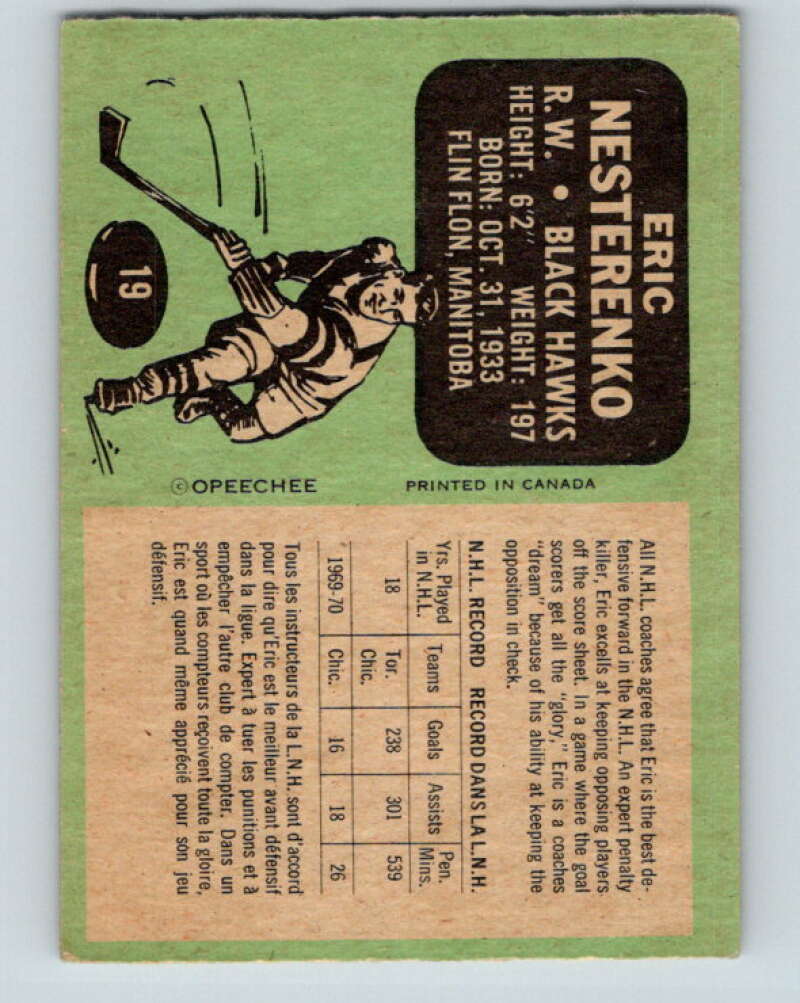 ERIC
NESTERENKO
R.W. • BLACK HAWKS
HEIGHT: 6'2" WEIGHT: 197
BORN: OCT. 31, 1933
FLIN FLON, MANITOBA
19
© OPEECHEE
PRINTED IN CANADA
All N.H.L. coaches agree that Eric is the best de-
fensive forward in the N.H.L. An expert penalty
killer, Eric excells at keeping opposing players
off the score sheet. In a game where the goal
scorers get all the "glory," Eric is a coaches
"dream" because of his ability at keeping the
opposition in check.
N.H.L. RECORD RECORD DANS LA L.N.H.
Yrs. Played in N.H.L. Teams Goals Assists Pen. Mins.
18 Tor. Chic. 238 301 539
1969-70 Chic. 16 18 26
Tous les instructeurs de la L.N.H. sont d'accord
pour dire qu'Eric est le meilleur avant défensif
dans la ligue. Expert à tuer les punitions et à
empêcher l'autre club de compter. Dans un
sport où les compteurs reçoivent toute la gloire,
Eric est quand même apprécié pour son jeu
défensif.